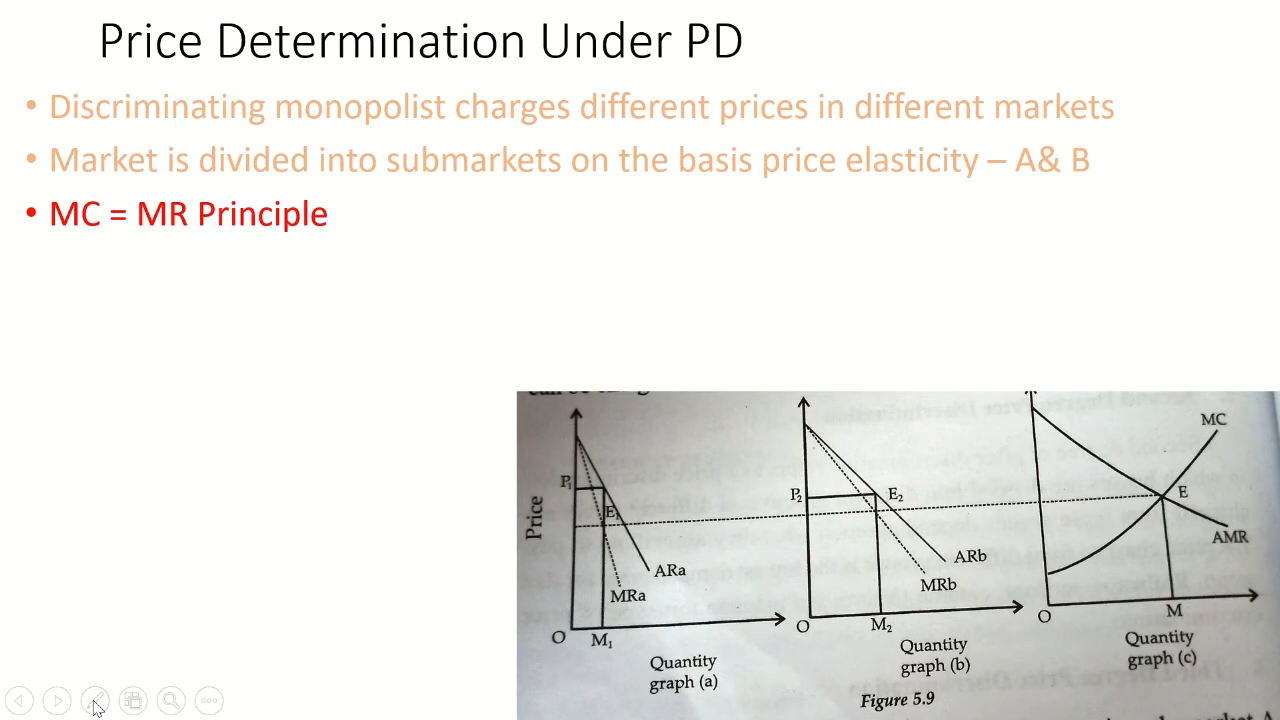 Price Determination Under PD
• Discriminating monopolist charges different prices in different markets
• Market is divided into submarkets on the basis price elasticity – A& B
• MC = MR Principle
Price
P₁
E₁
ARa
MRa
O
M₁
Quantity
graph (a)
P₂
E₂
ARb
MRb
O
M₂
Quantity
graph (b)
MC
E
AMR
O
M
Quantity
graph (c)
Figure 5.9